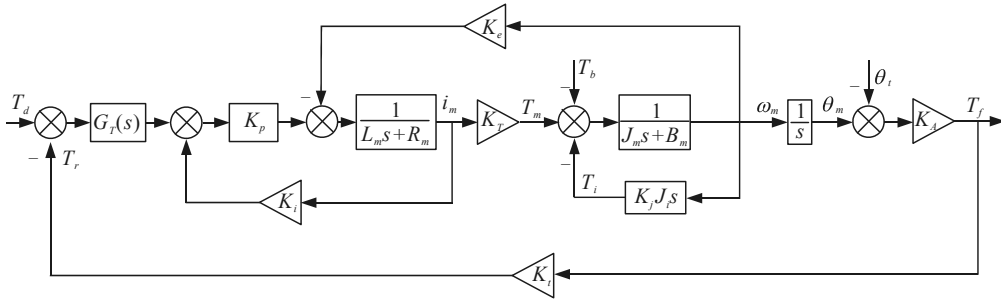 K_e
T_b
θ_t
T_d
G_T(s)
K_p
1
L_m s+R_m
i_m
K_T
T_m
1
J_m s+B_m
ω_m
1
s
θ_m
K_A
T_f
T_r
K_i
T_i
K_j J_i s
K_t